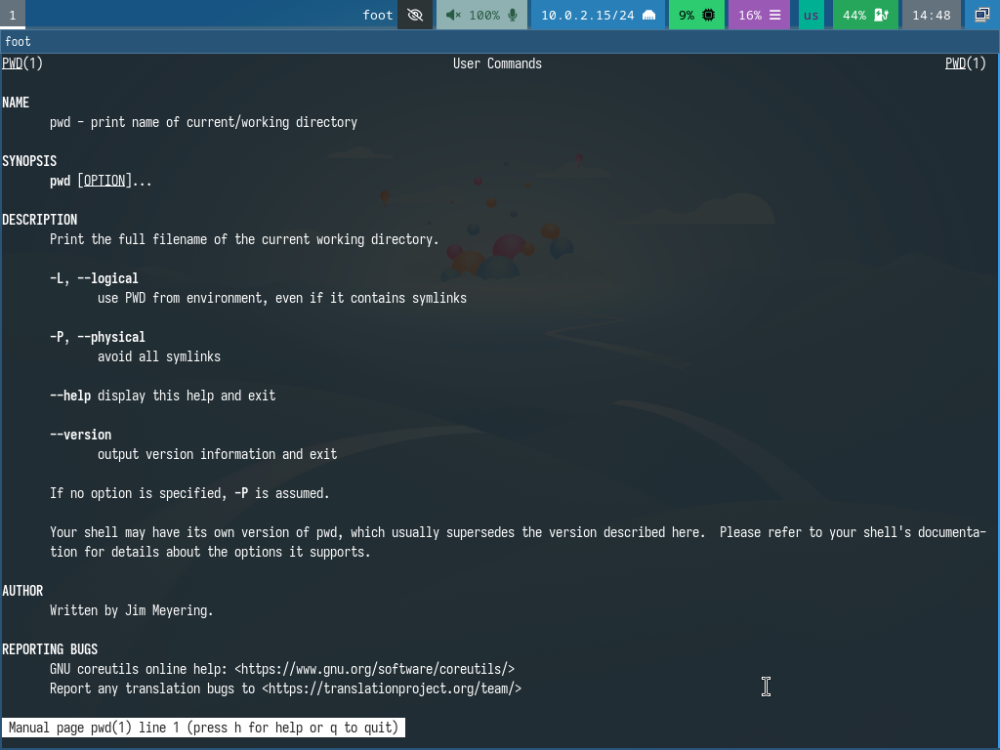 1 foot 100% 10.0.2.15/24 9% 16% us 44% 14:48
foot
PWD(1) User Commands PWD(1)
NAME
pwd - print name of current/working directory
SYNOPSIS
pwd [OPTION]...
DESCRIPTION
Print the full filename of the current working directory.
-L, --logical
use PWD from environment, even if it contains symlinks
-P, --physical
avoid all symlinks
--help display this help and exit
--version
output version information and exit
If no option is specified, -P is assumed.
Your shell may have its own version of pwd, which usually supersedes the version described here.  Please refer to your shell's documenta-
tion for details about the options it supports.
AUTHOR
Written by Jim Meyering.
REPORTING BUGS
GNU coreutils online help: <https://www.gnu.org/software/coreutils/>
Report any translation bugs to <https://translationproject.org/team/>
Manual page pwd(1) line 1 (press h for help or q to quit)